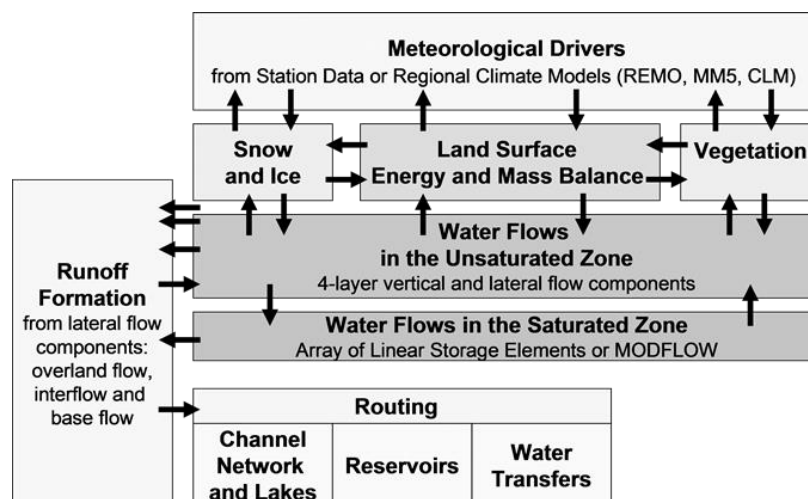 Meteorological Drivers
from Station Data or Regional Climate Models (REMO, MM5, CLM)
Snow
and Ice
Land Surface
Energy and Mass Balance
Vegetation
Water Flows
in the Unsaturated Zone
4-layer vertical and lateral flow components
Water Flows in the Saturated Zone
Array of Linear Storage Elements or MODFLOW
Runoff
Formation
from lateral flow
components:
overland flow,
interflow and
base flow
Routing
Channel
Network
and Lakes
Reservoirs
Water
Transfers